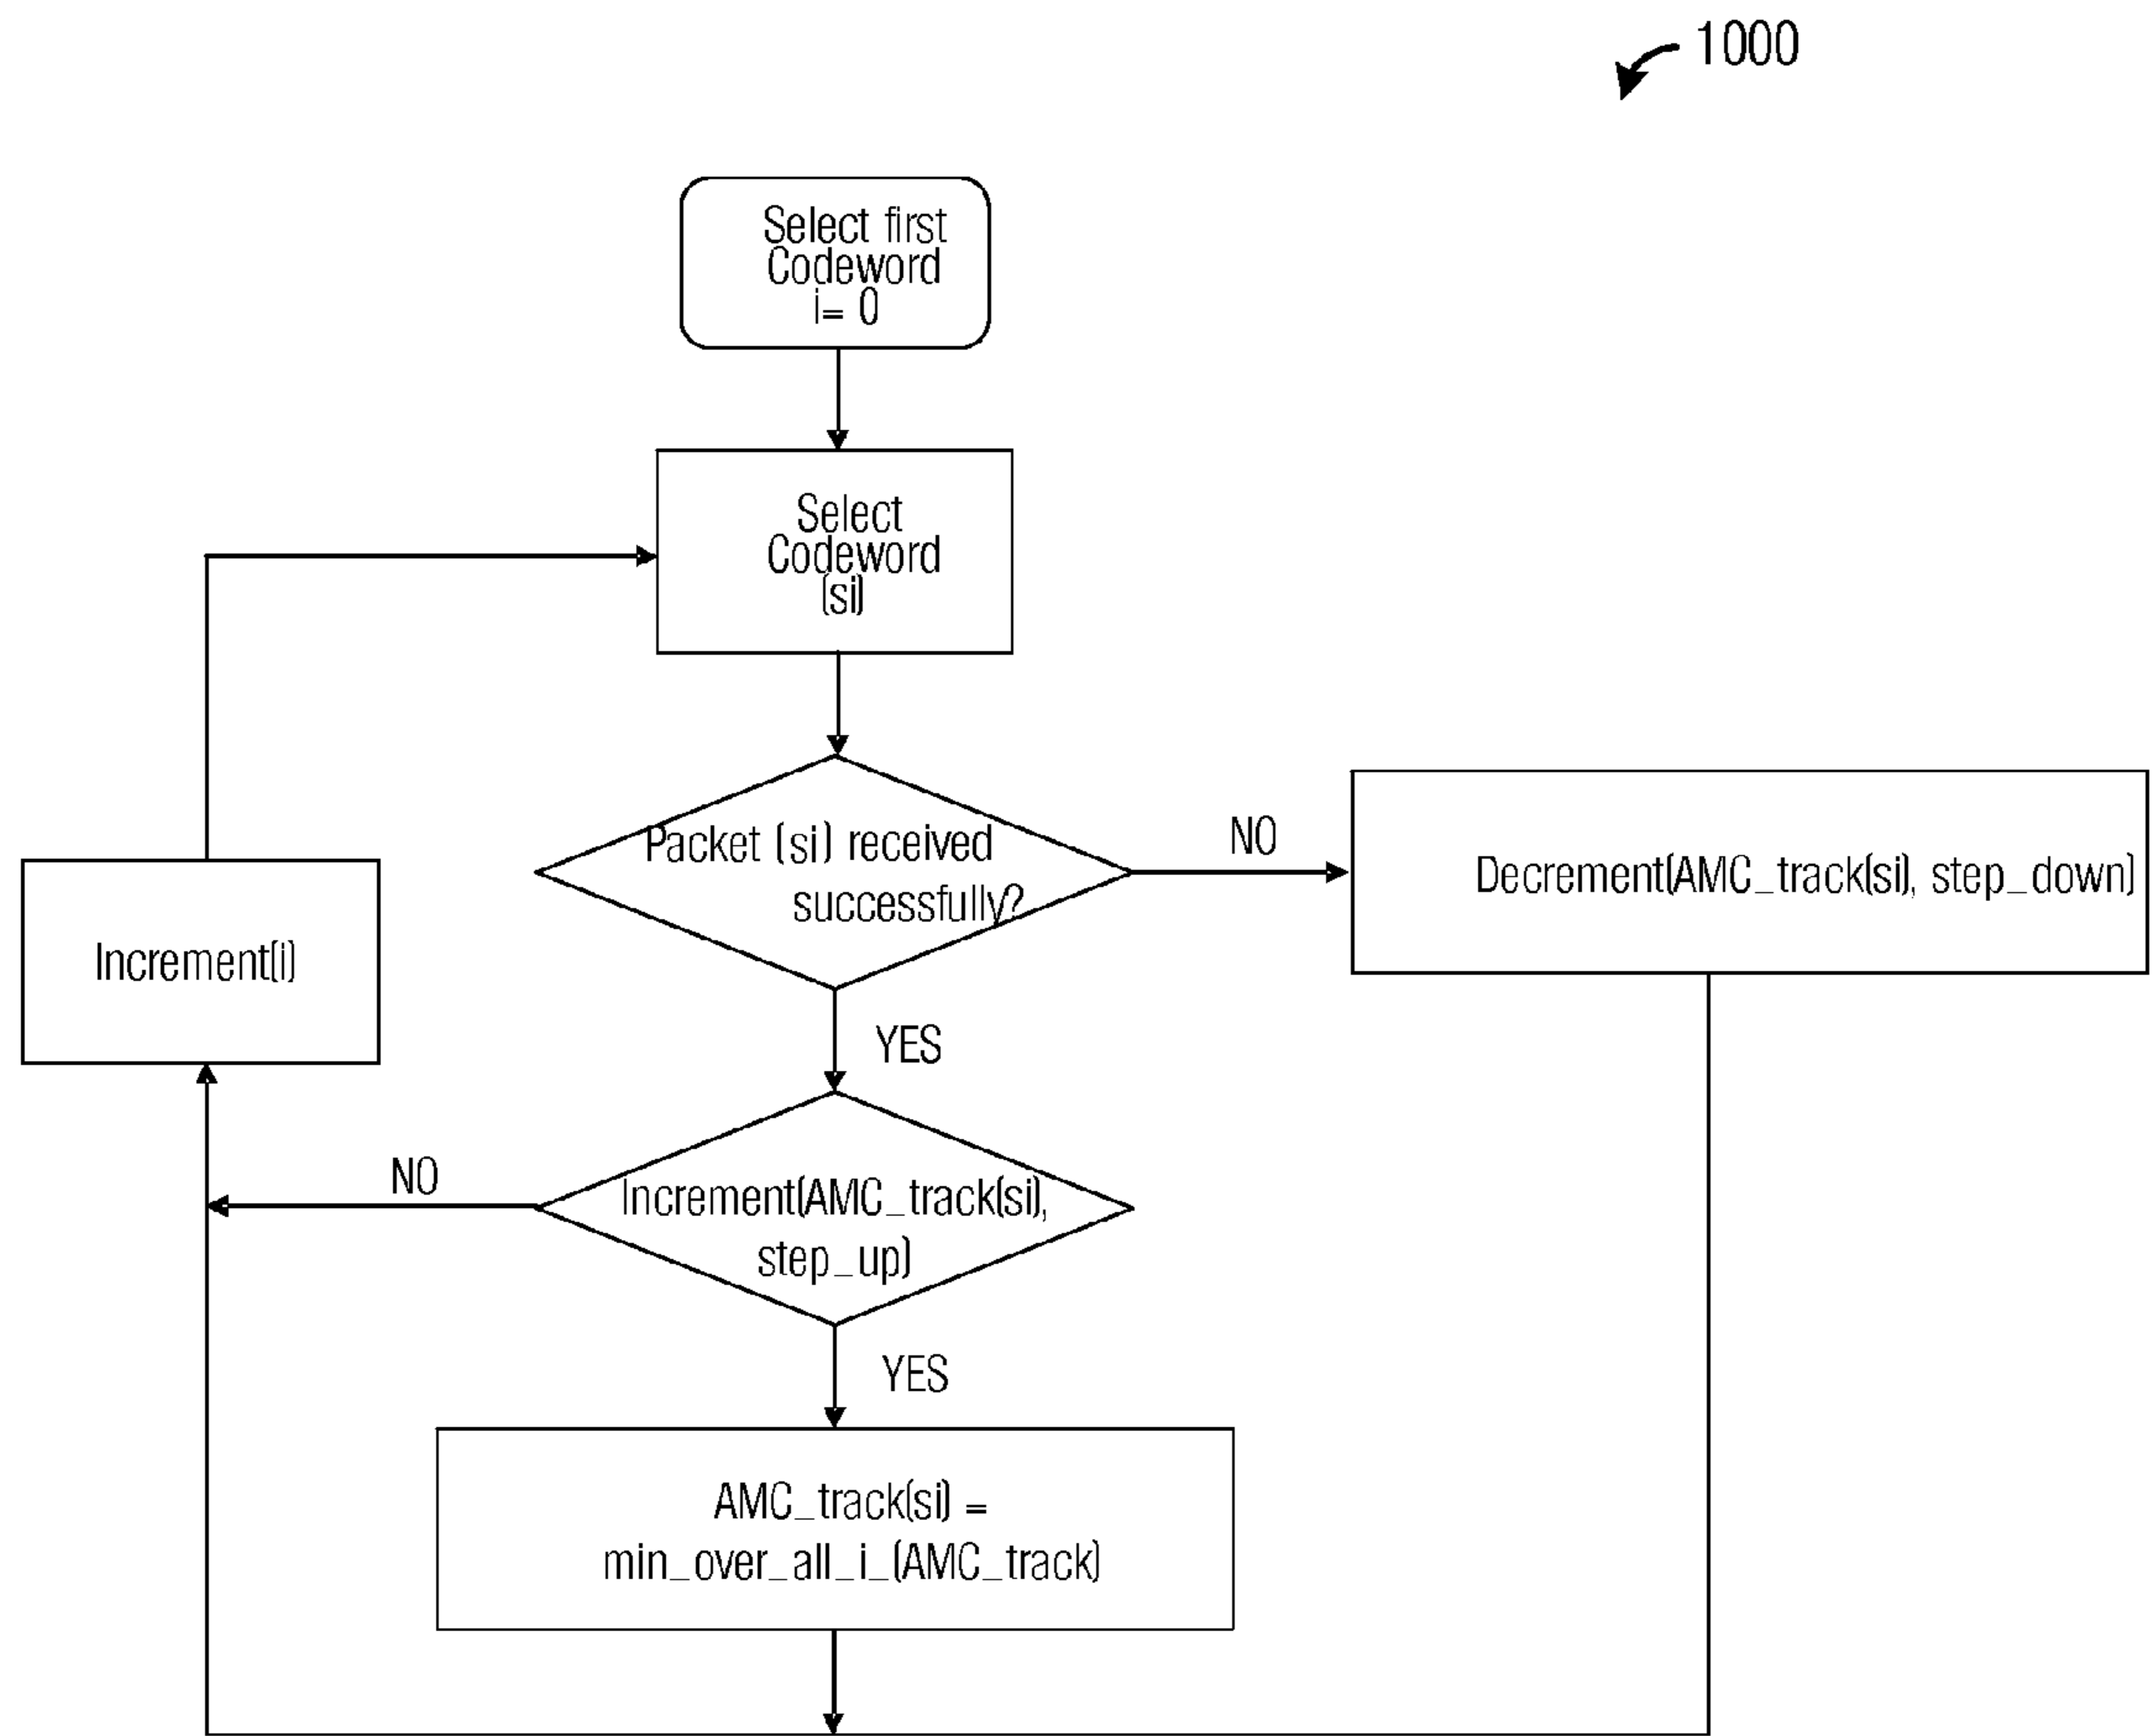 1000
Select first
Codeword
i= 0
Select
Codeword
(si)
Packet (si) received
successfully?
NO
Decrement(AMC_track(si), step_down)
Increment(i)
YES
NO
Increment(AMC_track(si),
step_up)
YES
AMC_track(si) =
min_over_all_i_(AMC_track)